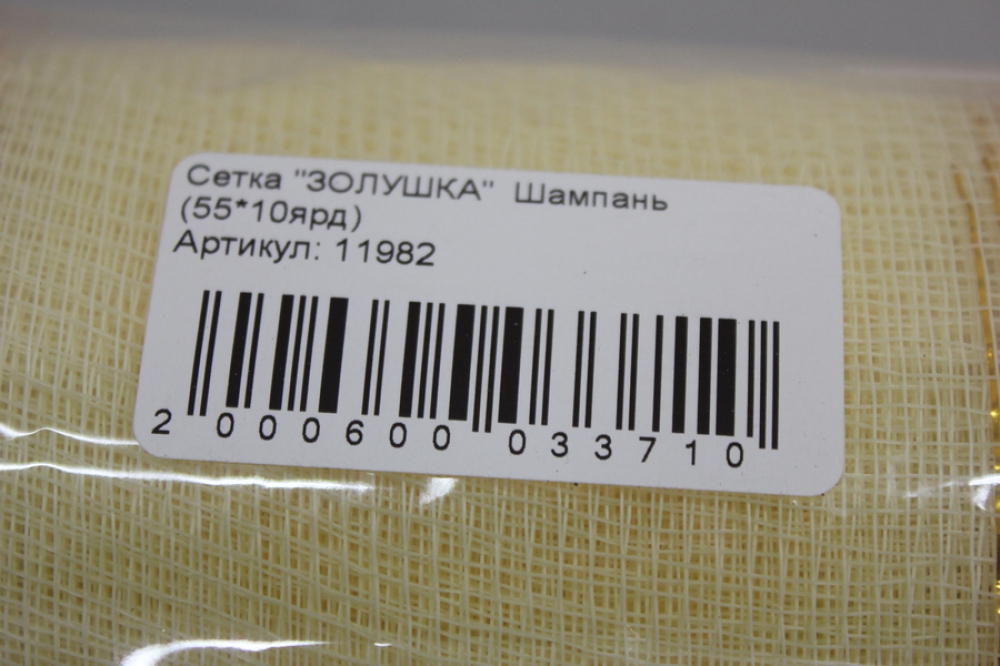 Сетка "ЗОЛУШКА" Шампань
(55*10ярд)
Артикул: 11982
2 000600 033710